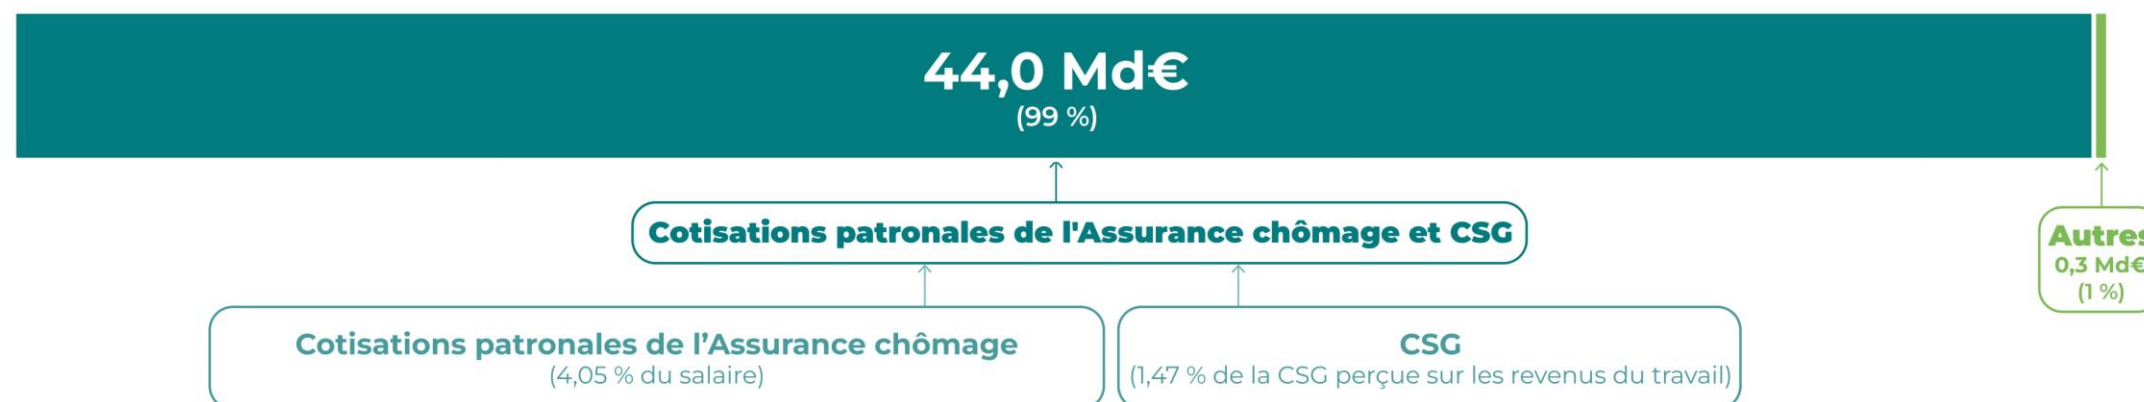 44,0 Md€
(99 %)
Cotisations patronales de l'Assurance chômage et CSG
Autres
0,3 Md€
(1 %)
Cotisations patronales de l’Assurance chômage
(4,05 % du salaire)
CSG
(1,47 % de la CSG perçue sur les revenus du travail)